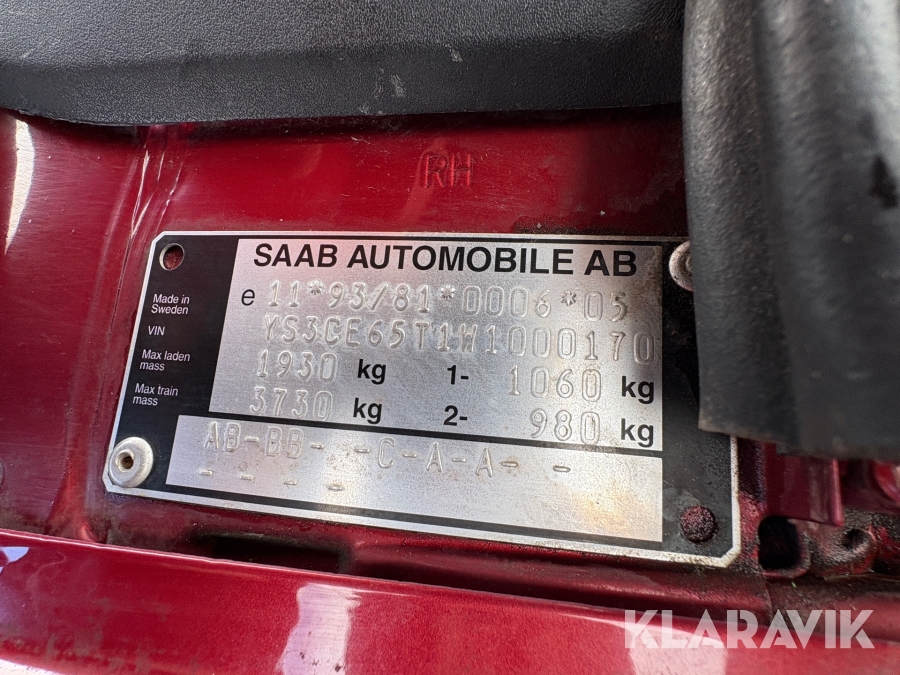 RH
SAAB AUTOMOBILE AB
e 11*93/81*0006*05
Made in
Sweden
VIN YS3CE65T1W1000170
Max laden
mass 1930 kg 1- 1060 kg
Max train
mass 3730 kg 2- 980 kg
AB-BB- -C-A-A- -
- - - -
KLARAVIK